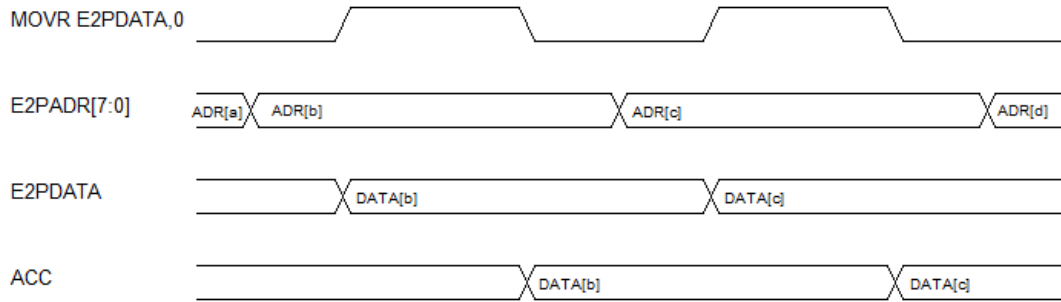 MOVR E2PDATA,0
E2PADR[7:0] ADR[a] ADR[b] ADR[c] ADR[d]
E2PDATA DATA[b] DATA[c]
ACC DATA[b] DATA[c]